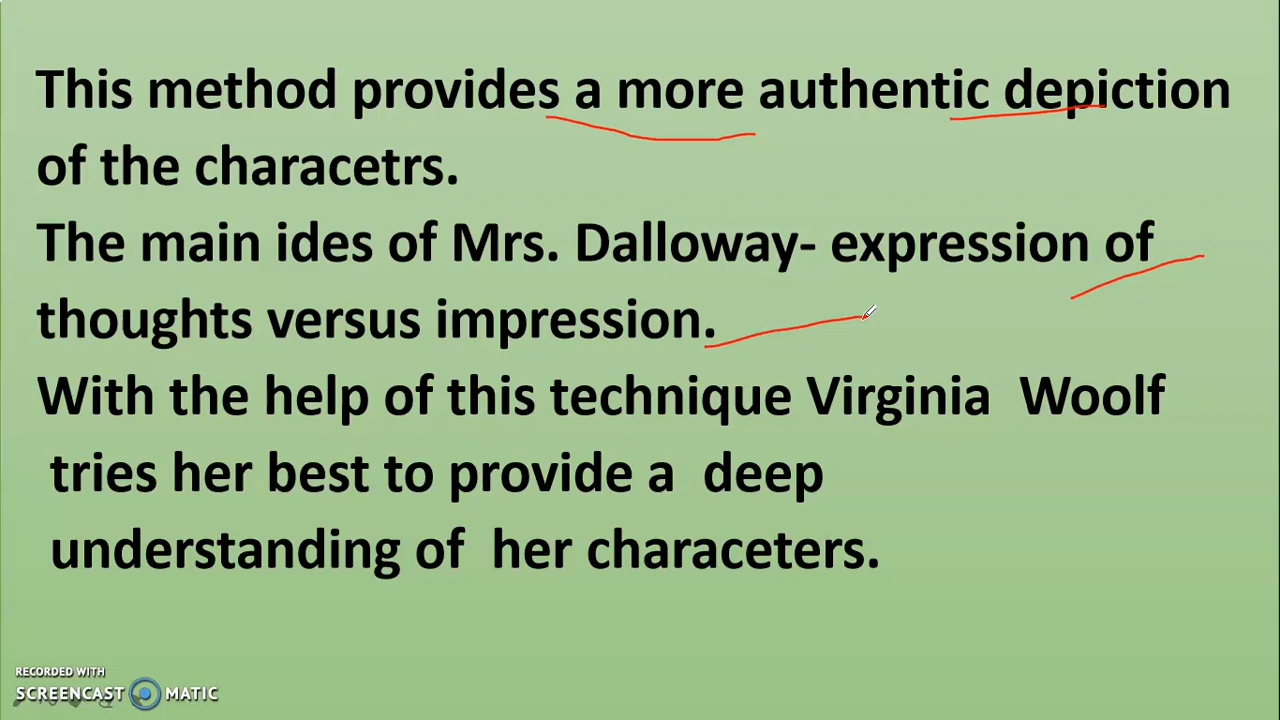 This method provides a more authentic depiction
of the characetrs.
The main ides of Mrs. Dalloway- expression of
thoughts versus impression.
With the help of this technique Virginia Woolf
tries her best to provide a deep
understanding of her characeters.
RECORDED WITH
SCREENCAST MATIC